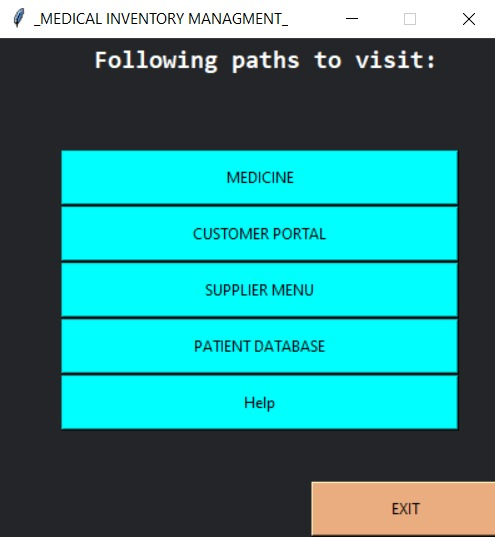 _MEDICAL INVENTORY MANAGMENT_
Following paths to visit:
MEDICINE
CUSTOMER PORTAL
SUPPLIER MENU
PATIENT DATABASE
Help
EXIT